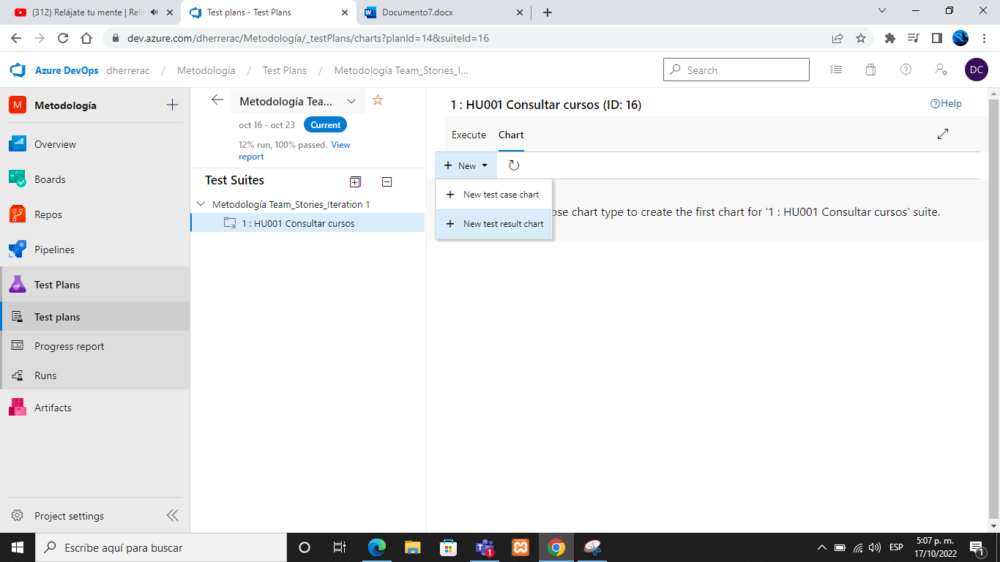 (312) Relájate tu mente | Rela
Test plans - Test Plans
Documento7.docx
dev.azure.com/dherrerac/Metodología/_testPlans/charts?planId=14&suiteId=16
Azure DevOps dherrerac / Metodología / Test Plans / Metodología Team_Stories_I...
Search
DC
M Metodología
Overview
Boards
Repos
Pipelines
Test Plans
Test plans
Progress report
Runs
Artifacts
Project settings
Metodología Tea...
oct 16 - oct 23 Current
12% run, 100% passed. View
report
Test Suites
Metodología Team_Stories_Iteration 1
1 : HU001 Consultar cursos
1 : HU001 Consultar cursos (ID: 16)
Help
Execute Chart
New
New test case chart
New test result chart
ose chart type to create the first chart for '1 : HU001 Consultar cursos' suite.
Escribe aquí para buscar
1
ESP
5:07 p. m.
17/10/2022
1